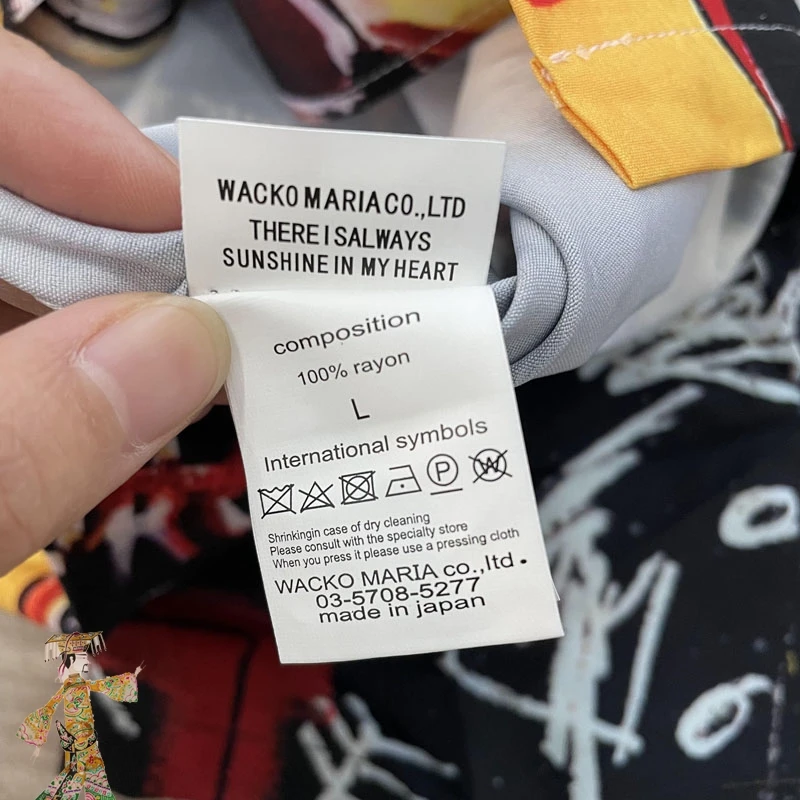 WACKO MARIA CO.,LTD
THERE I SALWAYS
SUNSHINE IN MY HEART
composition
100% rayon
L
International symbols
P W
Shrinkingin case of dry cleaning
Please consult with the specialty store
When you press it please use a pressing cloth
WACKO MARIA co.,ltd.
03-5708-5277
made in japan